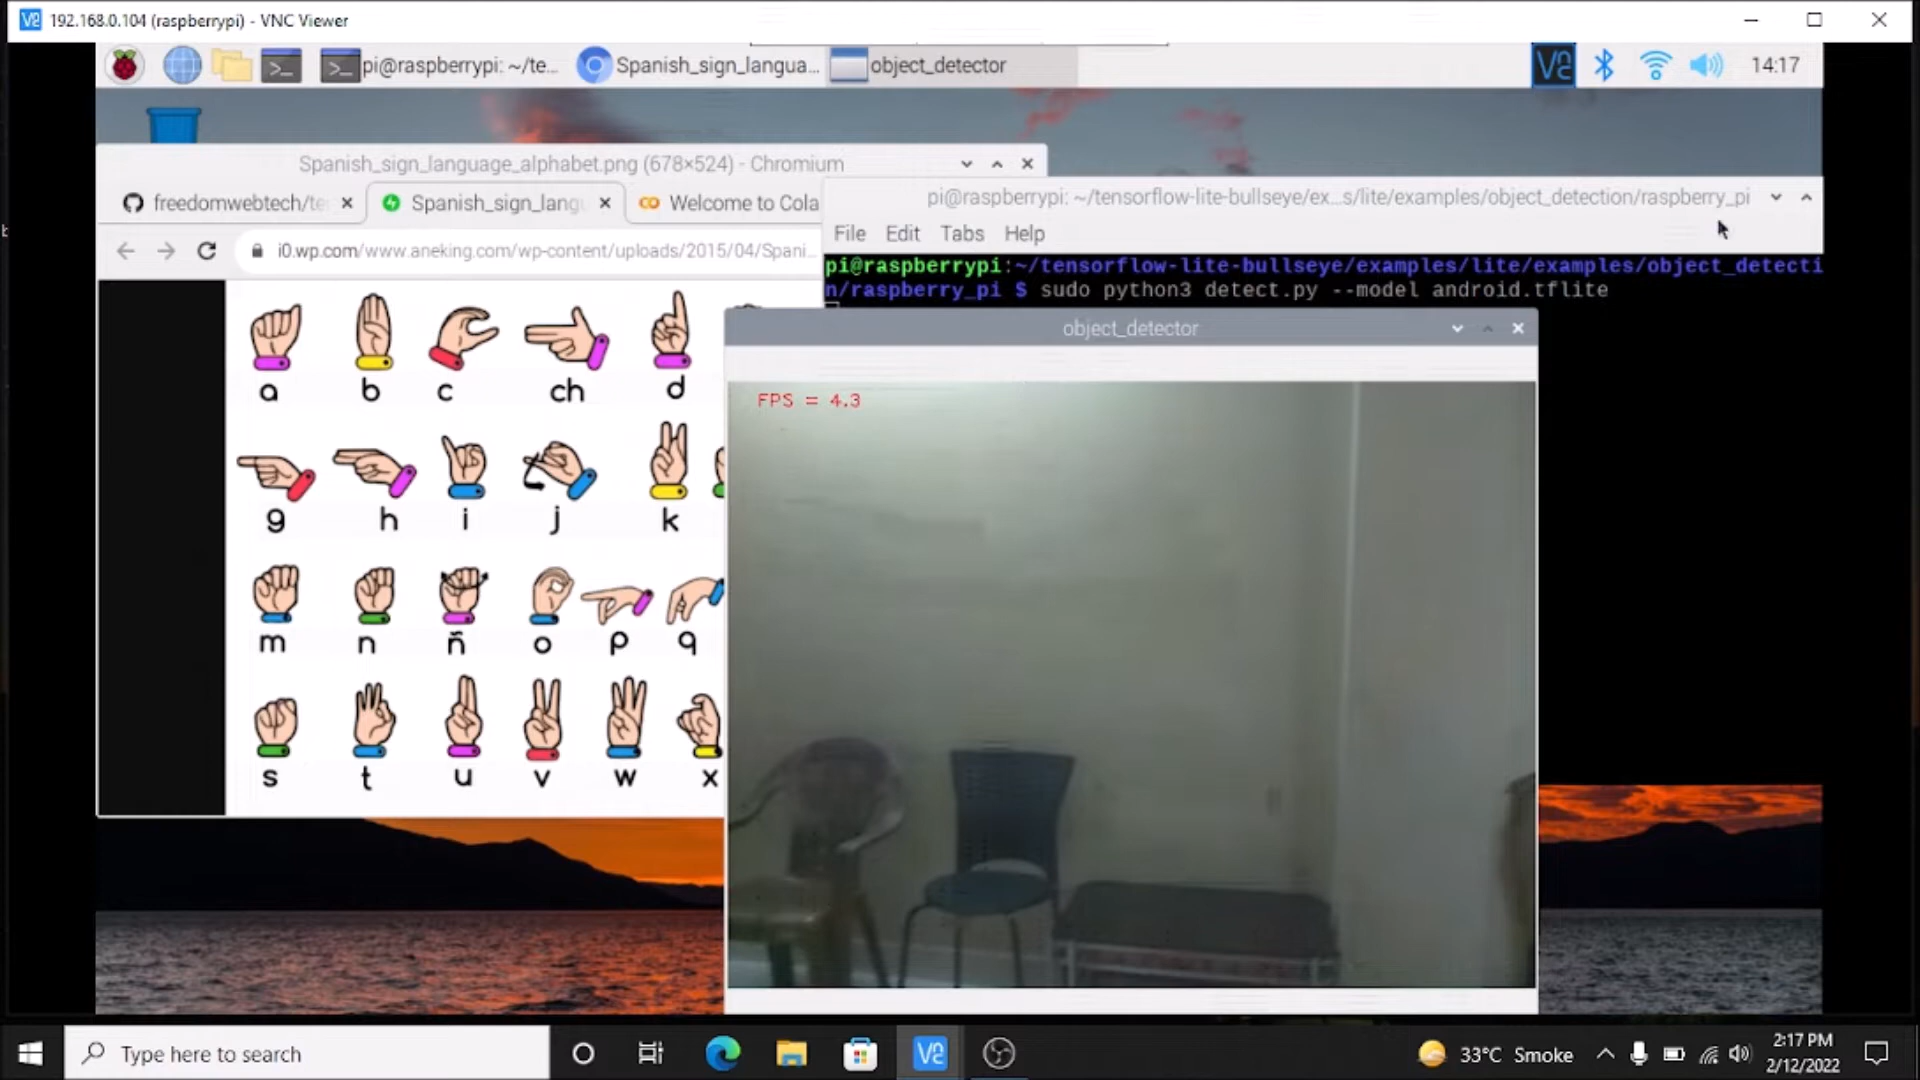 192.168.0.104 (raspberrypi) - VNC Viewer
pi@raspberrypi: ~/te...
Spanish_sign_langua...
object_detector
14:17
Spanish_sign_language_alphabet.png (678×524) - Chromium
freedomwebtech/te
Spanish_sign_lang
Welcome to Cola
i0.wp.com/www.aneking.com/wp-content/uploads/2015/04/Spani...
pi@raspberrypi: ~/tensorflow-lite-bullseye/ex...s/lite/examples/object_detection/raspberry_pi
File Edit Tabs Help
pi@raspberrypi:~/tensorflow-lite-bullseye/examples/lite/examples/object_detecti
n/raspberry_pi $ sudo python3 detect.py --model android.tflite
object_detector
FPS = 4.3
a b c ch d
g h i j k
m n ñ o p q
s t u v w x
Type here to search
33°C Smoke
2:17 PM
2/12/2022